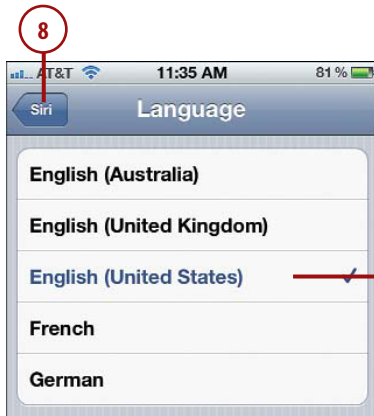 8
AT&T 11:35 AM 81%
Siri Language
English (Australia)
English (United Kingdom)
English (United States)
French
German